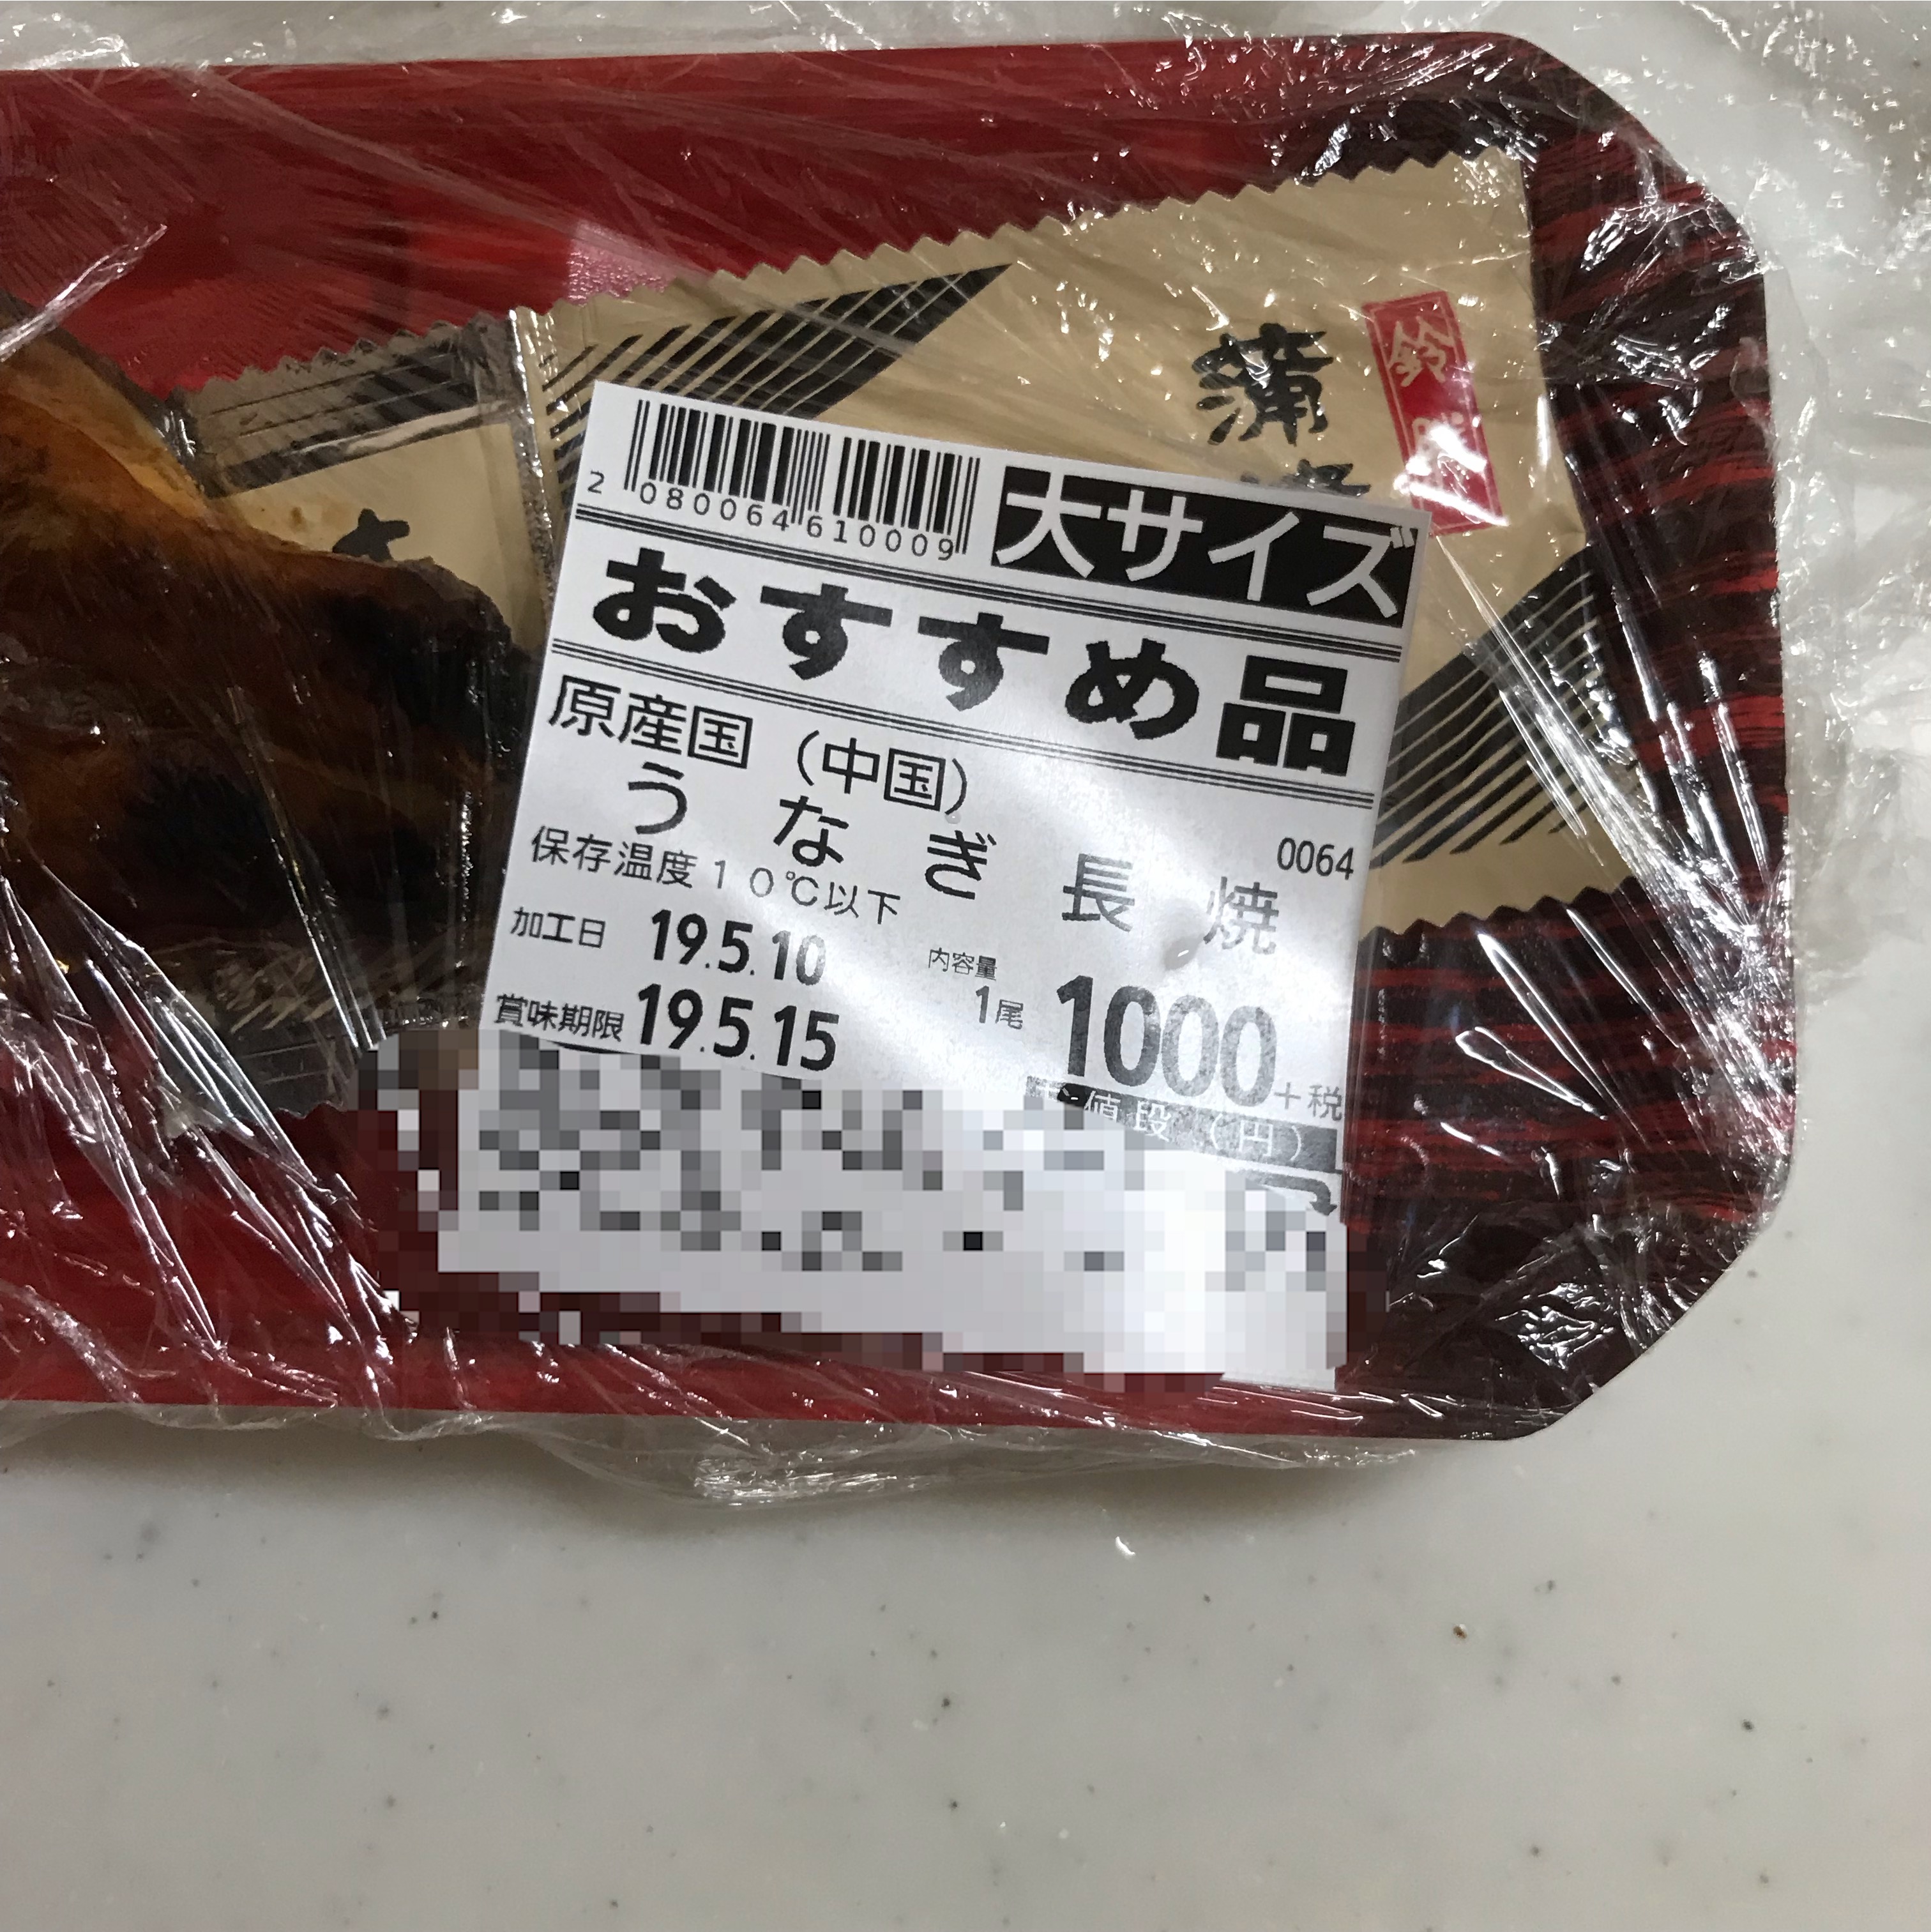 蒲
鈴
2 080064 610009
大サイズ
おすすめ品
原産国（中国）
うなぎ長焼
0064
保存温度10℃以下
加工日 19.5.10
内容量
1尾
賞味期限 19.5.15
1000+税
値段（円）